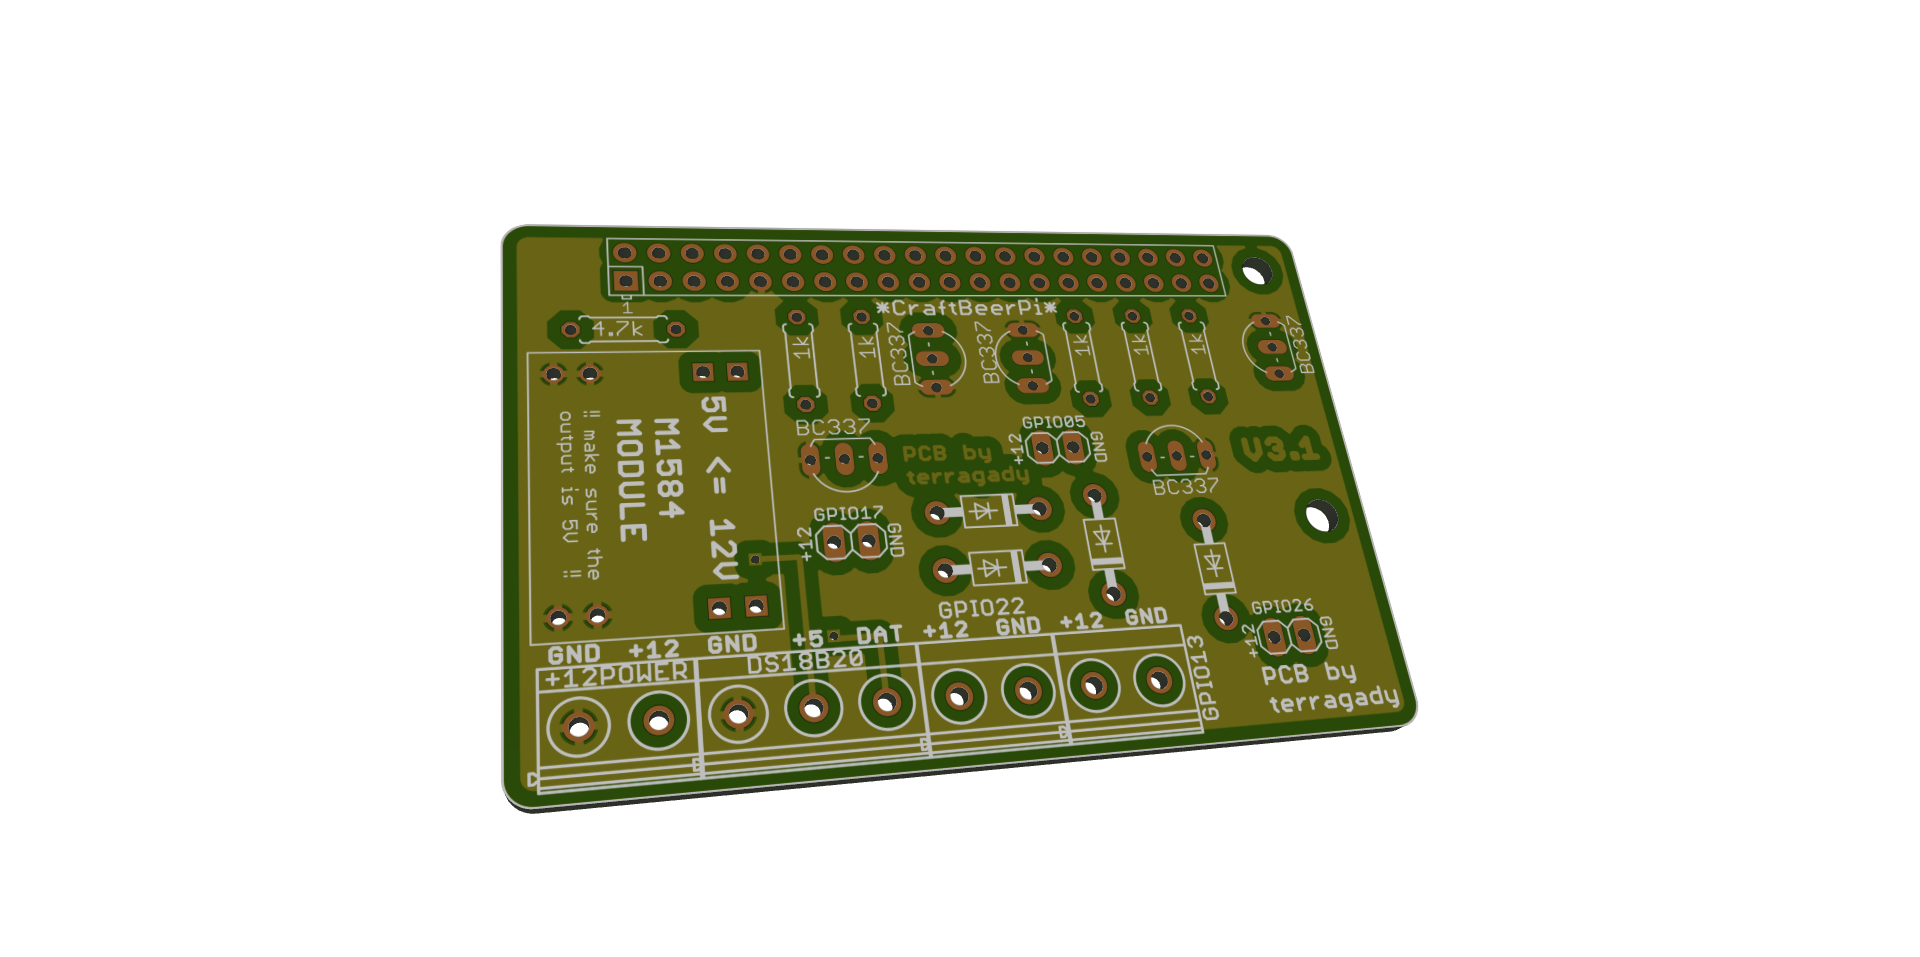 1
*CraftBeerPi*
4.7k
1k
1k
BC337
BC337
1k
1k
1k
BC337
5V <= 12V
M1584
MODULE
!! make sure the
output is 5V !!
BC337
PCB by
terragady
GPIO05
+12
GND
BC337
V3.1
GPIO17
+12
GND
GPIO22
GPIO26
+12
GND
GND
+12
GND
+5
DAT
+12
GND
+12
GND
+12POWER
DS18B20
GPIO13
PCB by
terragady